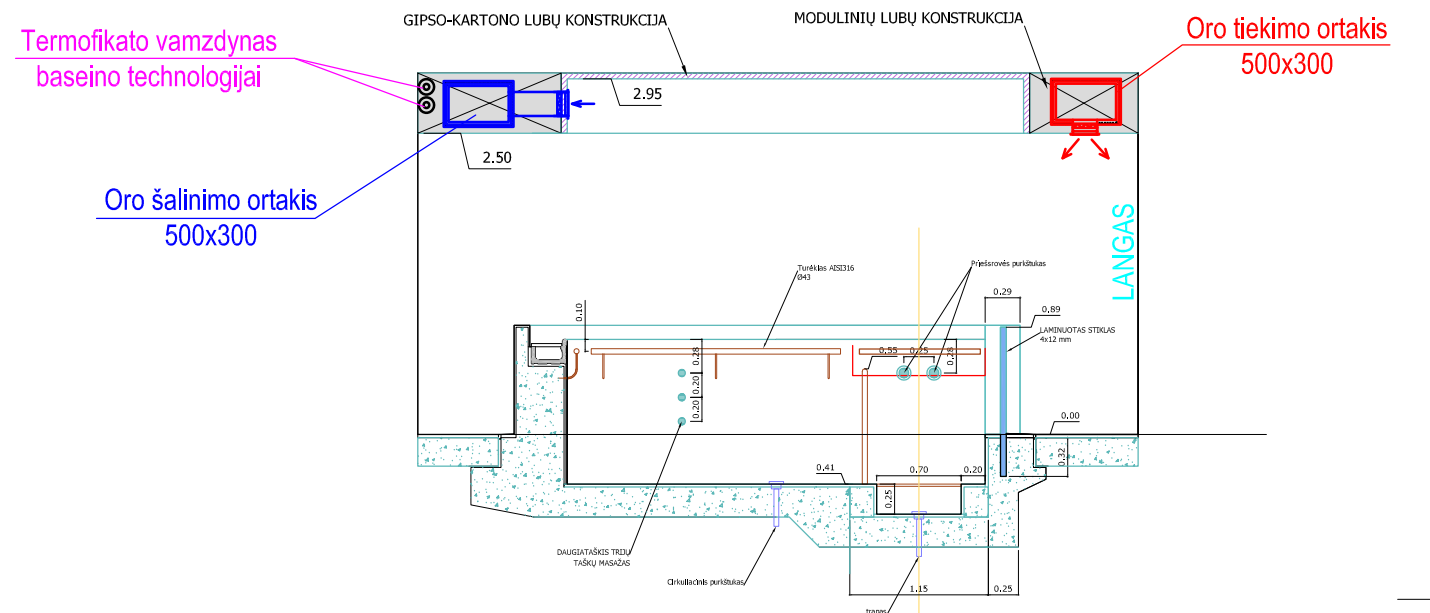 GIPSO-KARTONO LUBŲ KONSTRUKCIJA
MODULINIŲ LUBŲ KONSTRUKCIJA
Termofikato vamzdynas
baseino technologijai
Oro tiekimo ortakis
500x300
2.95
2.50
Oro šalinimo ortakis
500x300
LANGAS
Turėklas AISI316
Ø43
Priešsrovės purkštukas
0.29
0.10
0.89
LAMINUOTAS STIKLAS
4x12 mm
0.28
0.55
0.25
0.28
0.20
0.20
0.00
0.32
0.41
0.70
0.20
0.25
DAUGIATAŠKIS TRIJŲ
TAŠKŲ MASAŽAS
Cirkuliacinis purkštukas
1.15
0.25
trapas